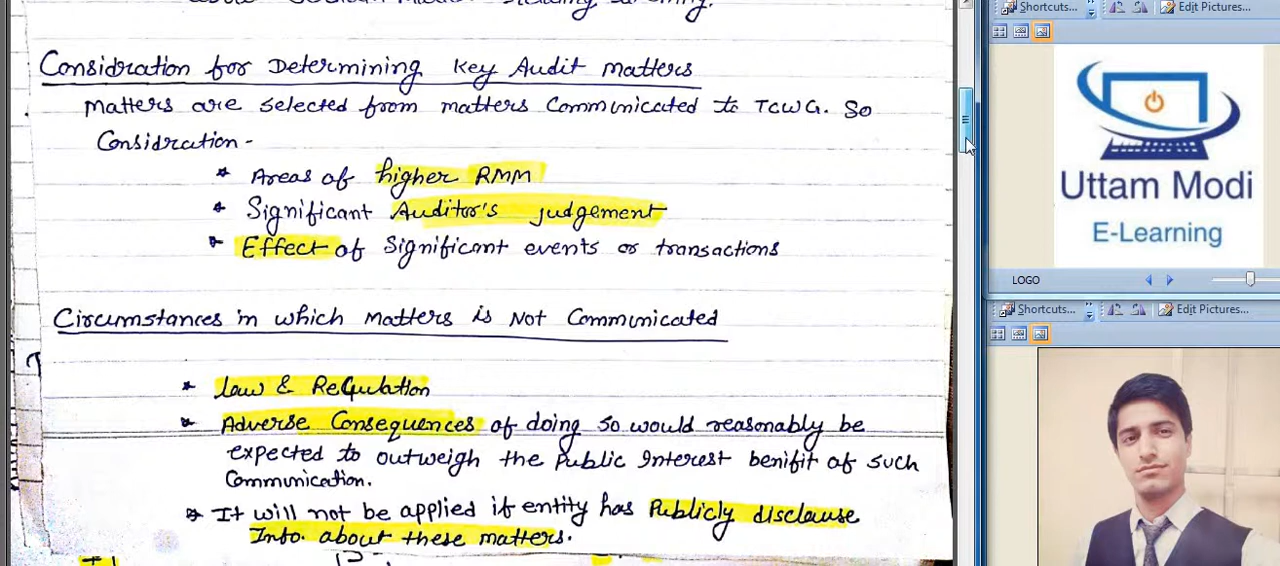 Considration for Determining Key Audit Matters
Matters are selected from matters Communicated to TCWG. So
Considration -
* Areas of higher RMM
* Significant Auditor's judgement
* Effect of Significant events or transactions
Circumstances in which Matters is Not Communicated
* Law & Regulation
* Adverse Consequences of doing so would reasonably be
expected to outweigh the Public Interest benifit of such
Communication.
* It will not be applied if entity has Publicly disclause
Info. about these matters.
Shortcuts...
Edit Pictures...
Uttam Modi
E-Learning
LOGO
Shortcuts...
Edit Pictures...